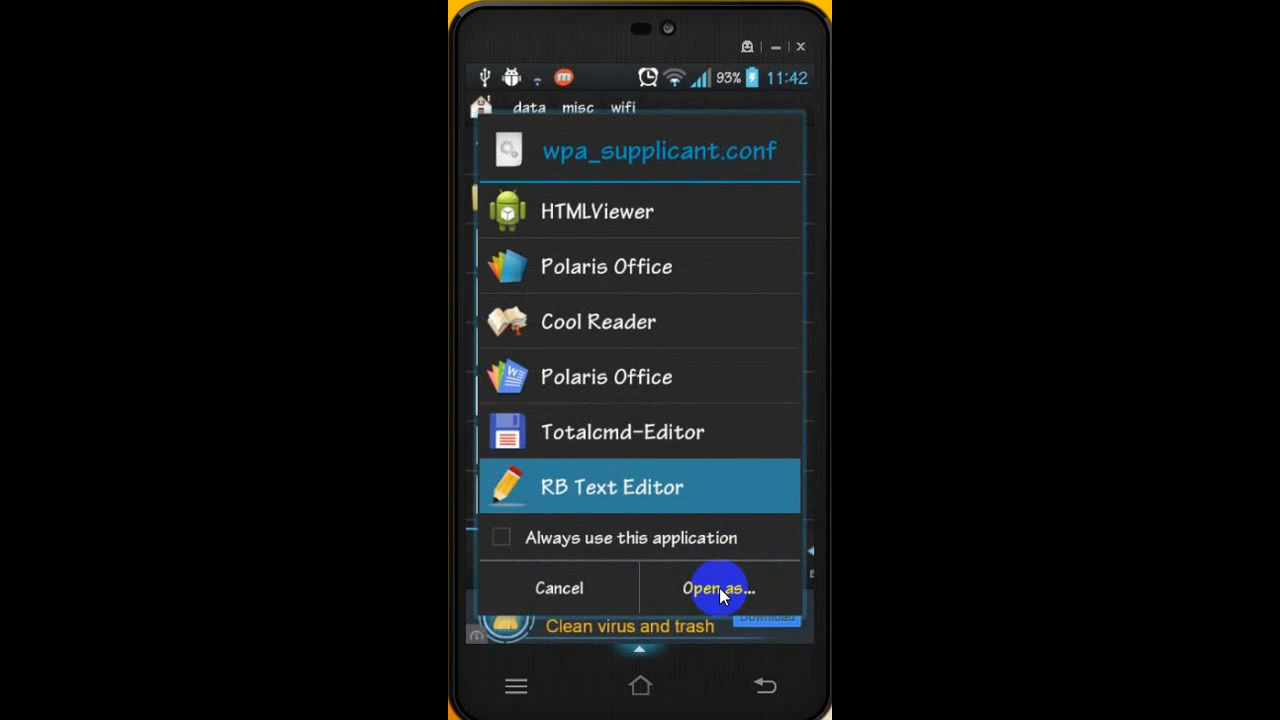 93% 11:42
data misc wifi
wpa_supplicant.conf
HTMLViewer
Polaris Office
Cool Reader
Polaris Office
Totalcmd-Editor
RB Text Editor
Always use this application
Cancel Open as...
Download
Clean virus and trash